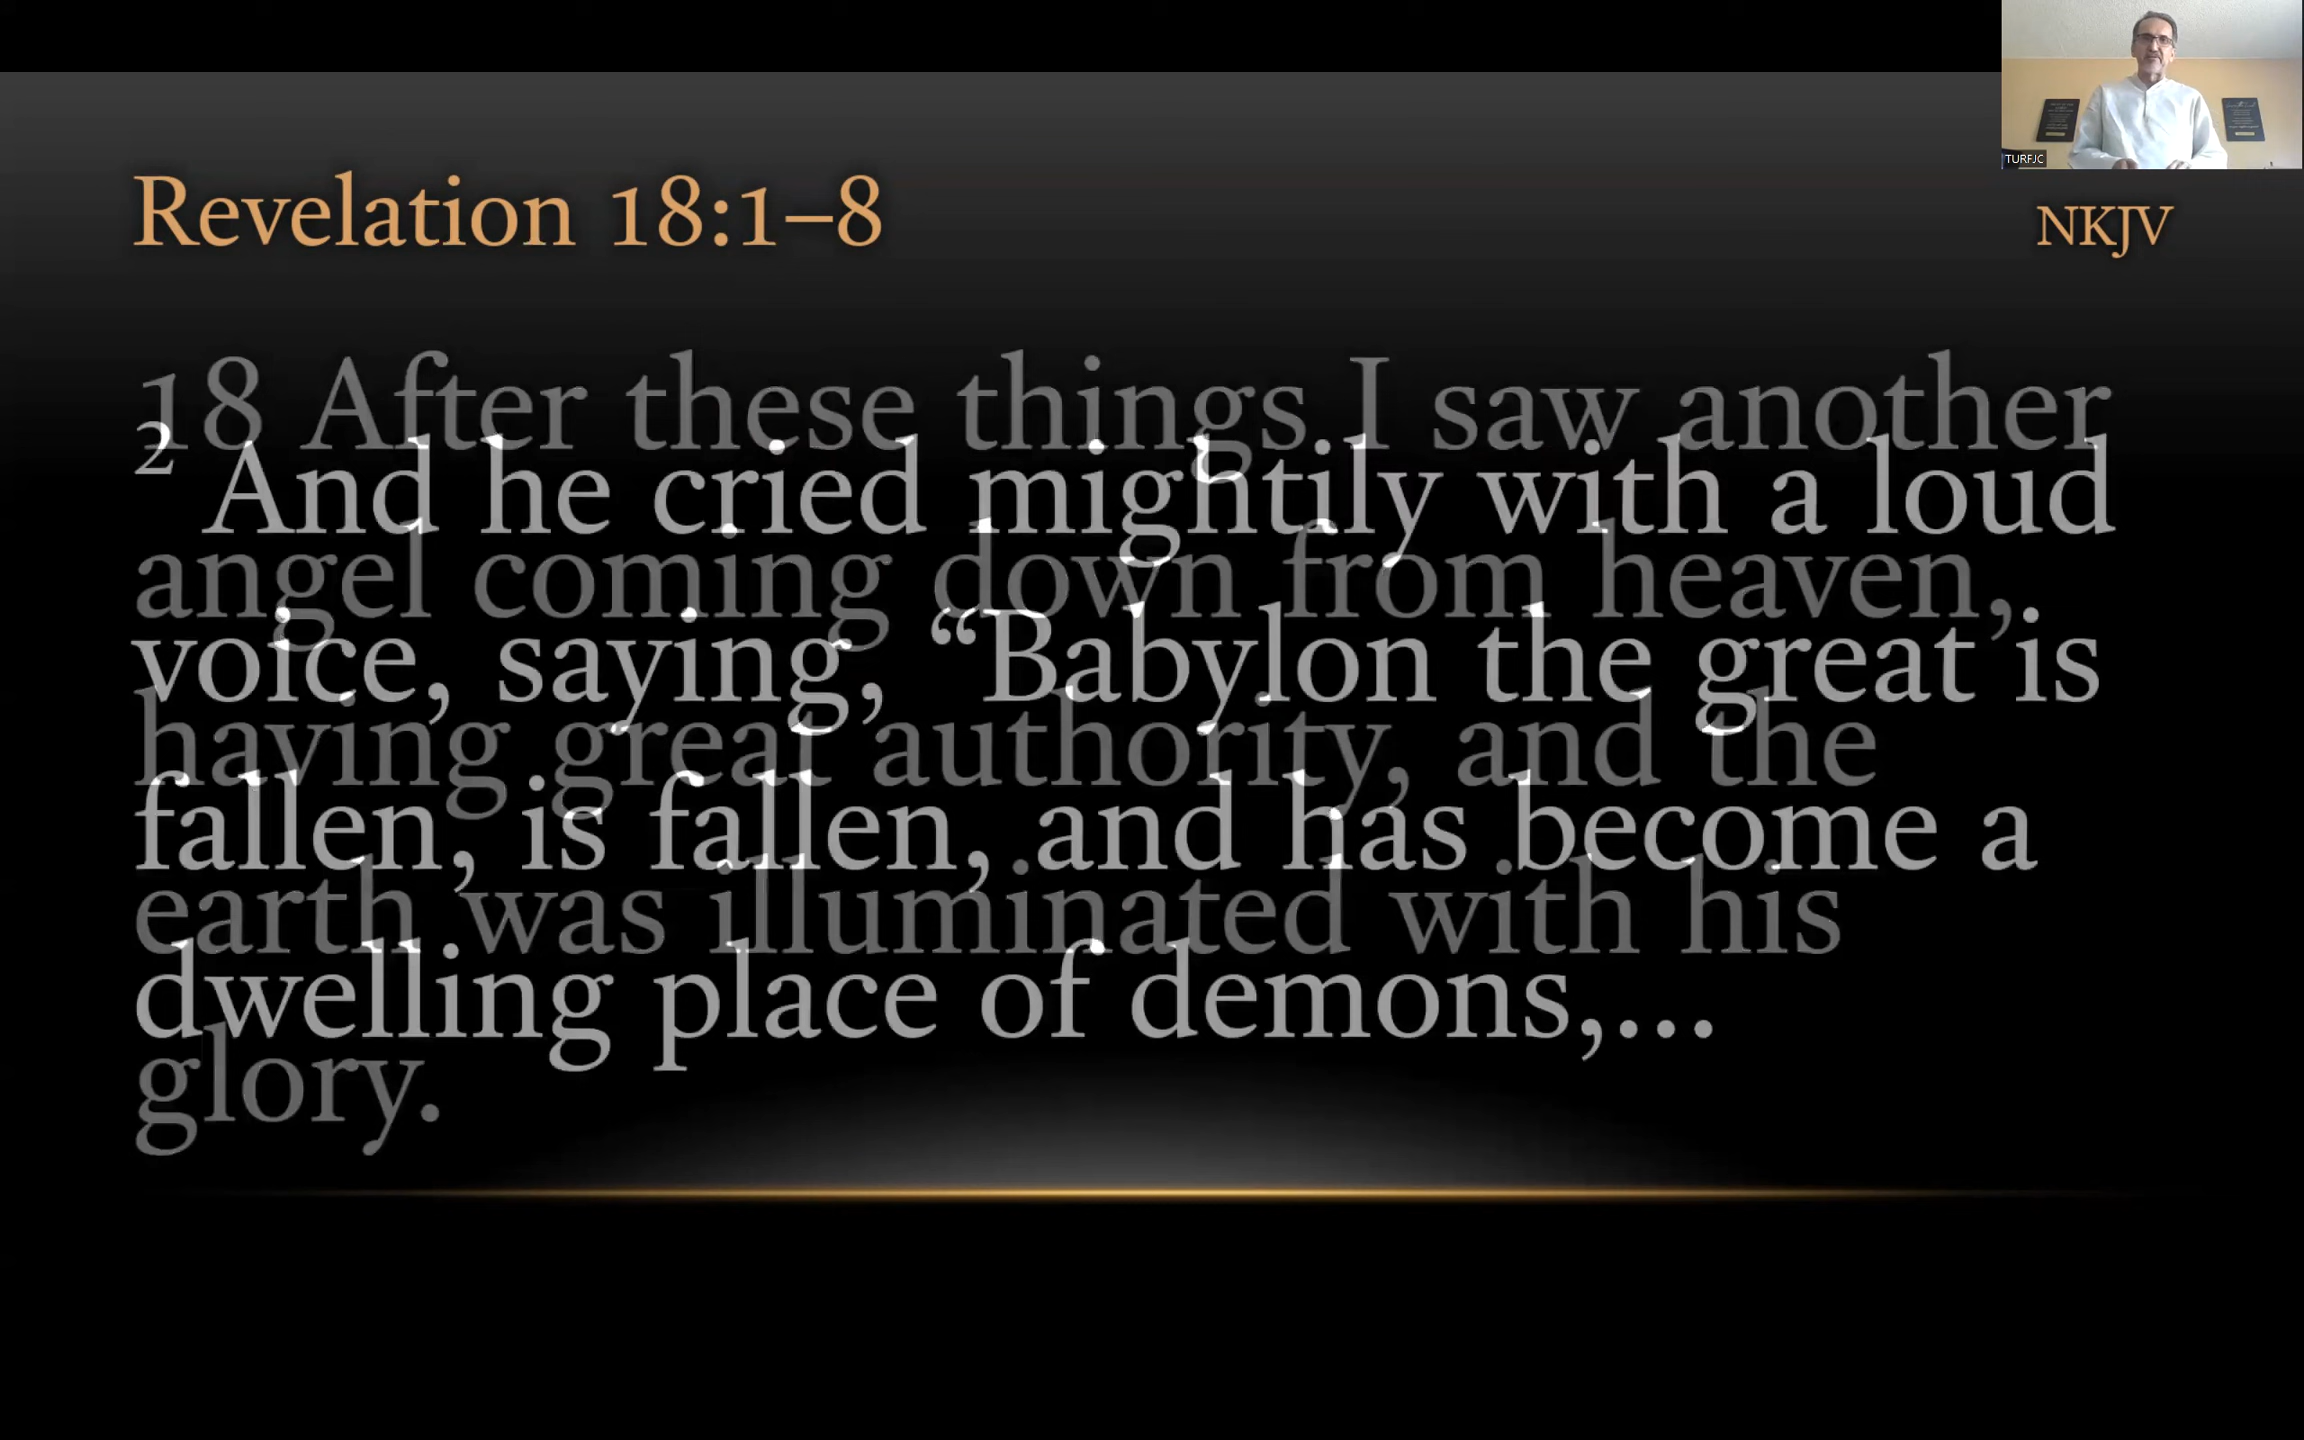 TURFJC
Revelation 18:1–8
NKJV
18 After these things I saw another
angel coming down from heaven,
having great authority, and the
earth was illuminated with his
glory.
2 And he cried mightily with a loud
voice, saying, “Babylon the great is
fallen, is fallen, and has become a
dwelling place of demons,...